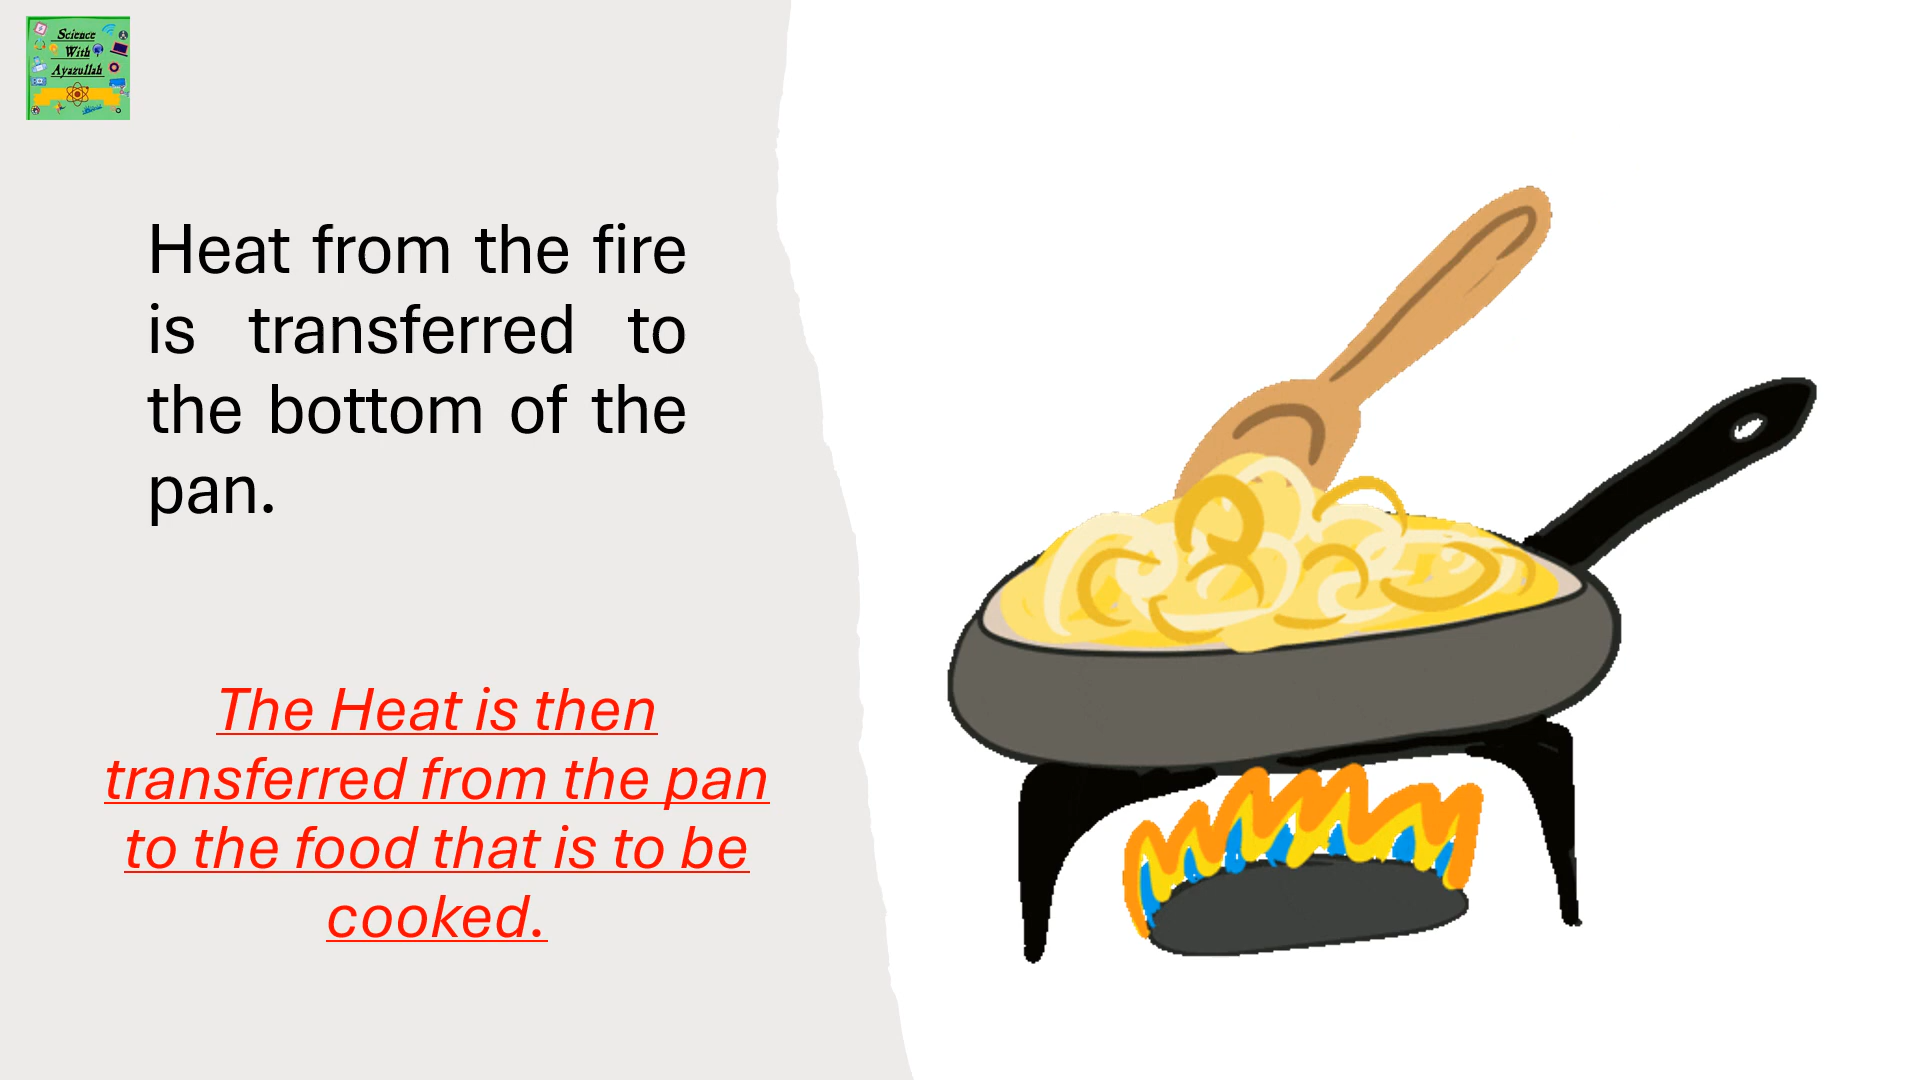 Science
With
Ayazullah
Heat from the fire
is transferred to
the bottom of the
pan.
The Heat is then
transferred from the pan
to the food that is to be
cooked.